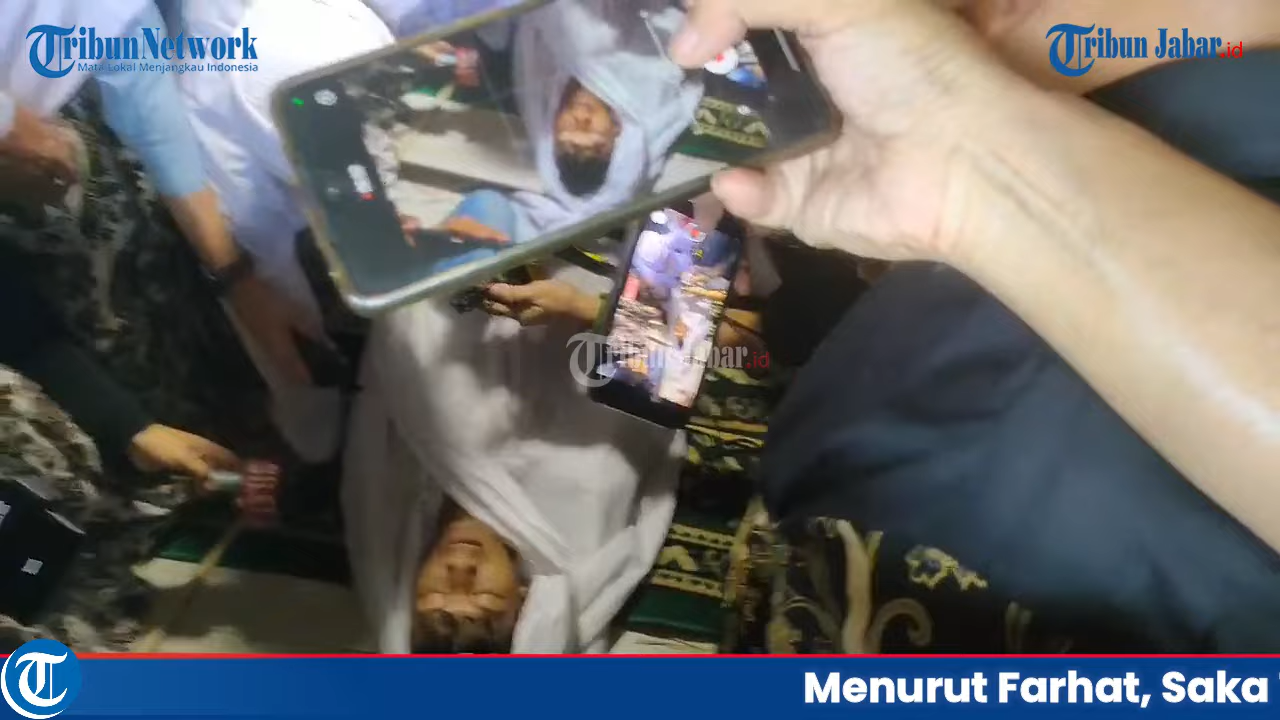 TribunNetwork
Mata Lokal Menjangkau Indonesia
Tribun Jabar.id
Tribun Jabar.id
Menurut Farhat, Saka